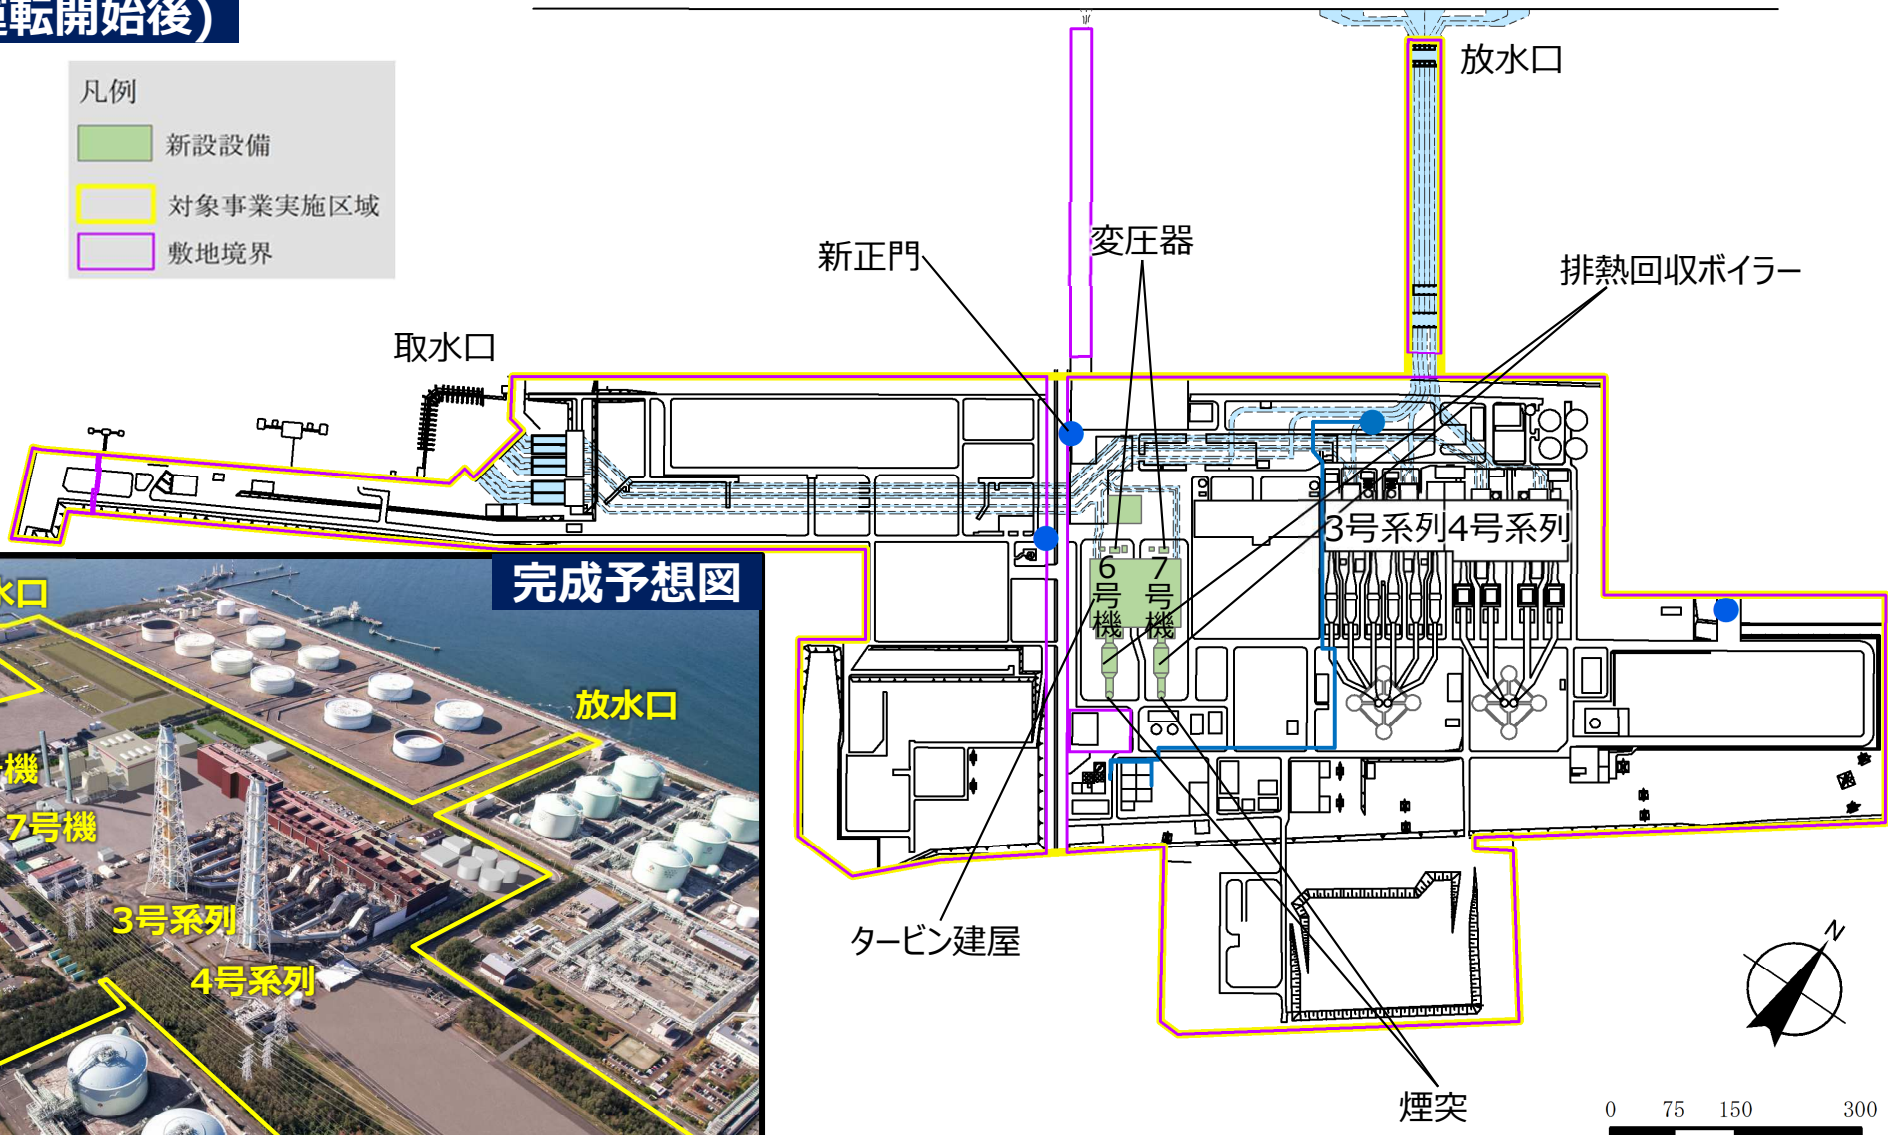 運転開始後)
凡例
新設設備
対象事業実施区域
敷地境界
放水口
新正門
変圧器
排熱回収ボイラー
取水口
3号系列
4号系列
6号機
7号機
タービン建屋
煙突
N
0 75 150 300
完成予想図
水口
放水口
機
7号機
3号系列
4号系列